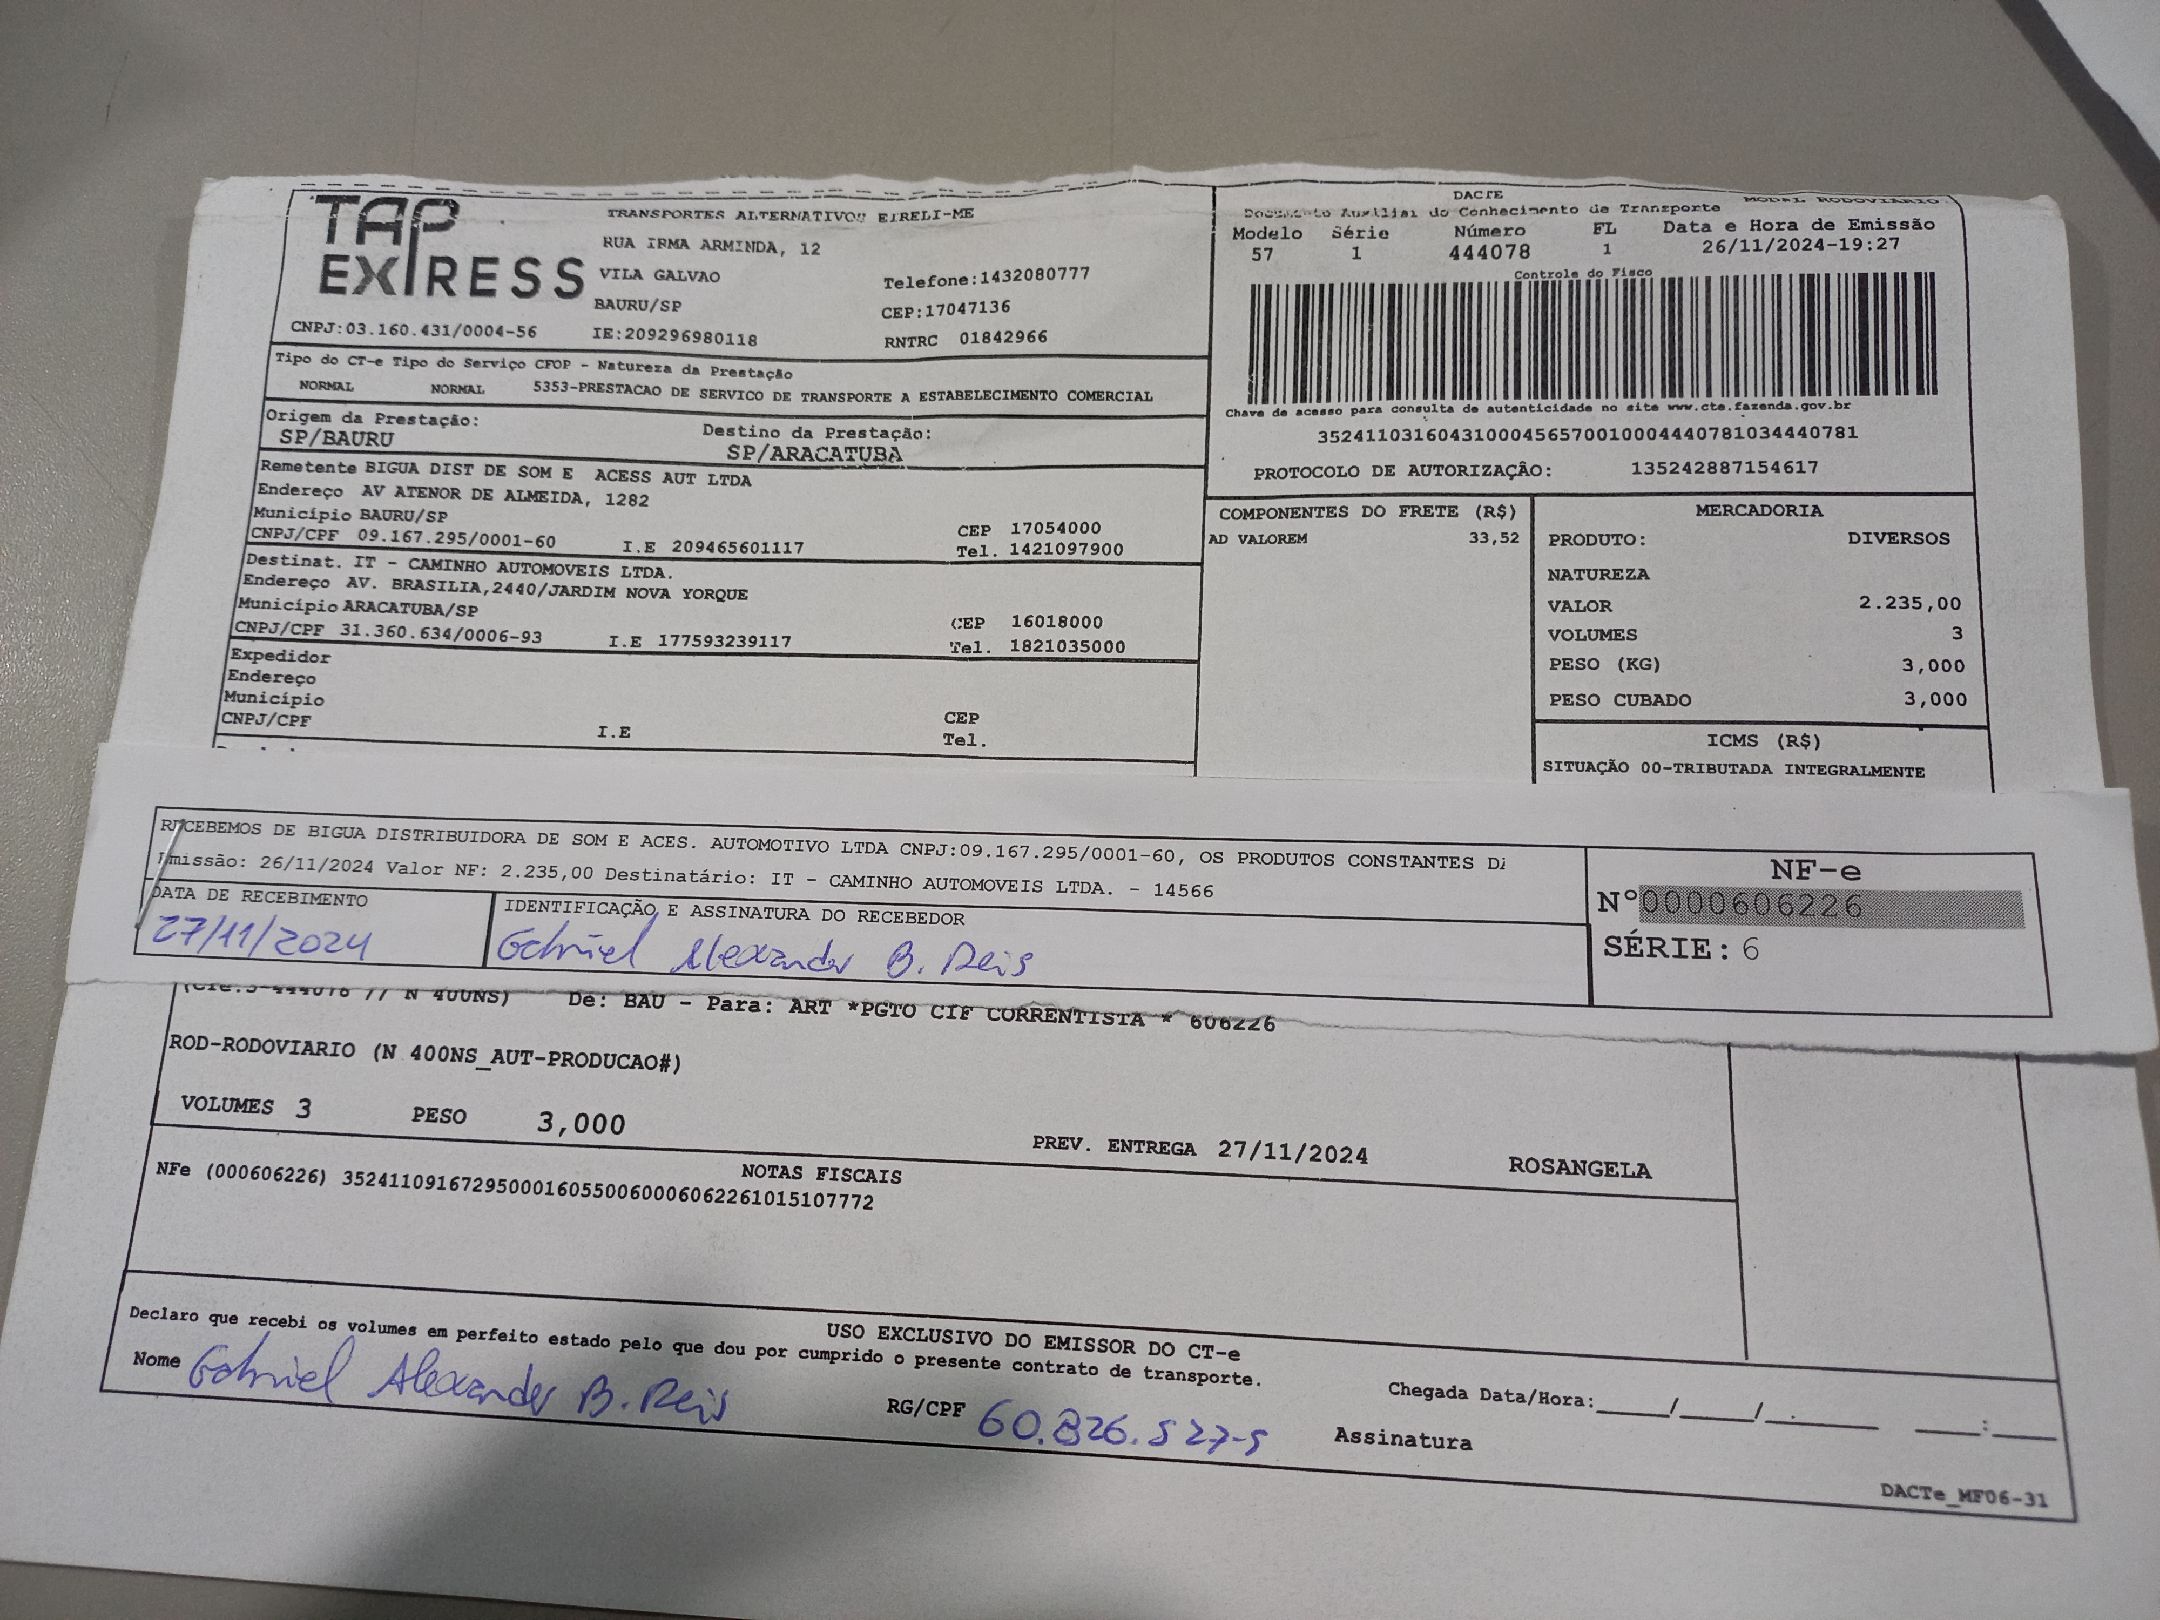 TAP EXPRESS
TRANSPORTES ALTERNATIVOS EIRELI-ME
RUA IRMA ARMINDA, 12
VILA GALVAO Telefone:1432080777
BAURU/SP CEP:17047136
CNPJ:03.160.431/0004-56 IE:209296980118 RNTRC 01842966
Tipo do CT-e Tipo do Serviço CFOP - Natureza da Prestação
NORMAL NORMAL 5353-PRESTACAO DE SERVICO DE TRANSPORTE A ESTABELECIMENTO COMERCIAL
Origem da Prestação: Destino da Prestação:
SP/BAURU SP/ARACATUBA
Remetente BIGUA DIST DE SOM E ACESS AUT LTDA
Endereço AV ATENOR DE ALMEIDA, 1282
Município BAURU/SP CEP 17054000
CNPJ/CPF 09.167.295/0001-60 I.E 209465601117 Tel. 1421097900
Destinat. IT - CAMINHO AUTOMOVEIS LTDA.
Endereço AV. BRASILIA,2440/JARDIM NOVA YORQUE
Município ARACATUBA/SP CEP 16018000
CNPJ/CPF 31.360.634/0006-93 I.E 177593239117 Tel. 1821035000
Expedidor
Endereço
Município CEP
CNPJ/CPF I.E Tel.
DACTE
Documento Auxiliar do Conhecimento de Transporte MODAL RODOVIARIO
Modelo Série Número FL Data e Hora de Emissão
57 1 444078 1 26/11/2024-19:27
Controle do Fisco
Chave de acesso para consulta de autenticidade no site www.cte.fazenda.gov.br
35241103160431000456570010004440781034440781
PROTOCOLO DE AUTORIZAÇÃO: 135242887154617
COMPONENTES DO FRETE (R$)
AD VALOREM 33,52
MERCADORIA
PRODUTO: DIVERSOS
NATUREZA
VALOR 2.235,00
VOLUMES 3
PESO (KG) 3,000
PESO CUBADO 3,000
ICMS (R$)
SITUAÇÃO 00-TRIBUTADA INTEGRALMENTE
RECEBEMOS DE BIGUA DISTRIBUIDORA DE SOM E ACES. AUTOMOTIVO LTDA CNPJ:09.167.295/0001-60, OS PRODUTOS CONSTANTES
Emissão: 26/11/2024 Valor NF: 2.235,00 Destinatário: IT - CAMINHO AUTOMOVEIS LTDA. - 14566
DATA DE RECEBIMENTO IDENTIFICAÇÃO E ASSINATURA DO RECEBEDOR
27/11/2024 Gabriel Alexander B. Reis
NF-e
Nº0000606226
SÉRIE: 6
(Cte.5-444078 // N 400NS) De: BAU - Para: ART *PGTO CIF CORRENTISTA * 606226
ROD-RODOVIARIO (N 400NS_AUT-PRODUCAO#)
VOLUMES 3 PESO 3,000 PREV. ENTREGA 27/11/2024 ROSANGELA
NOTAS FISCAIS
NFe (000606226) 35241109167295000160550060006062261015107772
USO EXCLUSIVO DO EMISSOR DO CT-e
Declaro que recebi os volumes em perfeito estado pelo que dou por cumprido o presente contrato de transporte.
Nome Gabriel Alexander B. Reis RG/CPF 60.826.527-5 Assinatura
Chegada Data/Hora:____/____/______ ____:____
DACTe_MF06-31